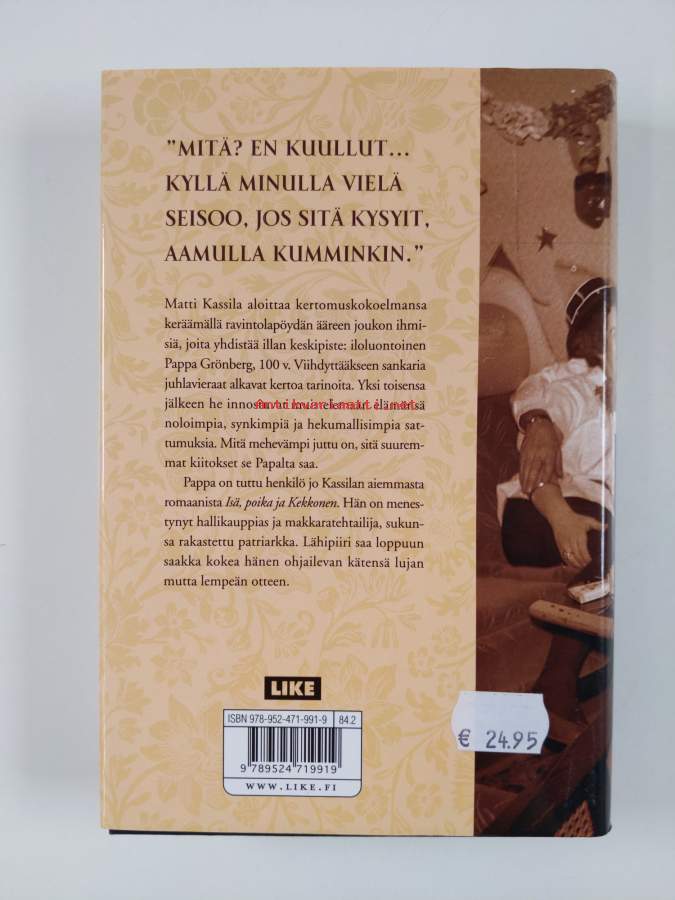 ”MITÄ? EN KUULLUT...
KYLLÄ MINULLA VIELÄ
SEISOO, JOS SITÄ KYSYIT,
AAMULLA KUMMINKIN.”
Matti Kassila aloittaa kertomuskokoelmansa
keräämällä ravintolapöydän ääreen joukon ihmi-
siä, joita yhdistää illan keskipiste: iloluontoinen
Pappa Grönberg, 100 v. Viihdyttääkseen sankaria
juhlavieraat alkavat kertoa tarinoita. Yksi toisensa
jälkeen he innostuvat muistelemaan elämänsä
noloimpia, synkimpiä ja hekumallisimpia sat-
tumuksia. Mitä mehevämpi juttu on, sitä suurem-
mat kiitokset se Papalta saa.
Pappa on tuttu henkilö jo Kassilan aiemmasta
romaanista Isä, poika ja Kekkonen. Hän on menes-
tynyt hallikauppias ja makkaratehtailija, sukun-
sa rakastettu patriarkka. Lähipiiri saa loppuun
saakka kokea hänen ohjailevan kätensä lujan
mutta lempeän otteen.
LIKE
ISBN 978-952-471-991-9 84.2
9 789524 719919
WWW.LIKE.FI
€ 24.95